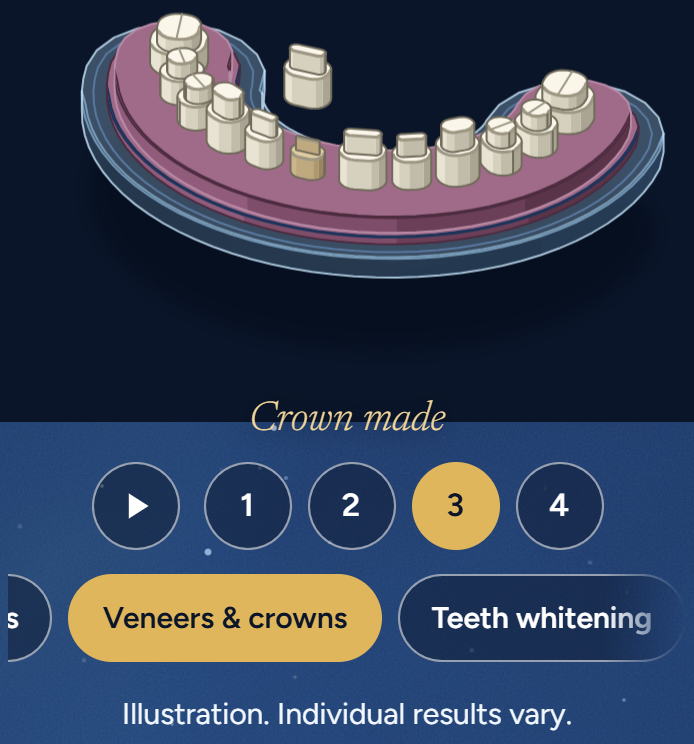 Crown made
1 2 3 4
s Veneers & crowns Teeth whitening
Illustration. Individual results vary.